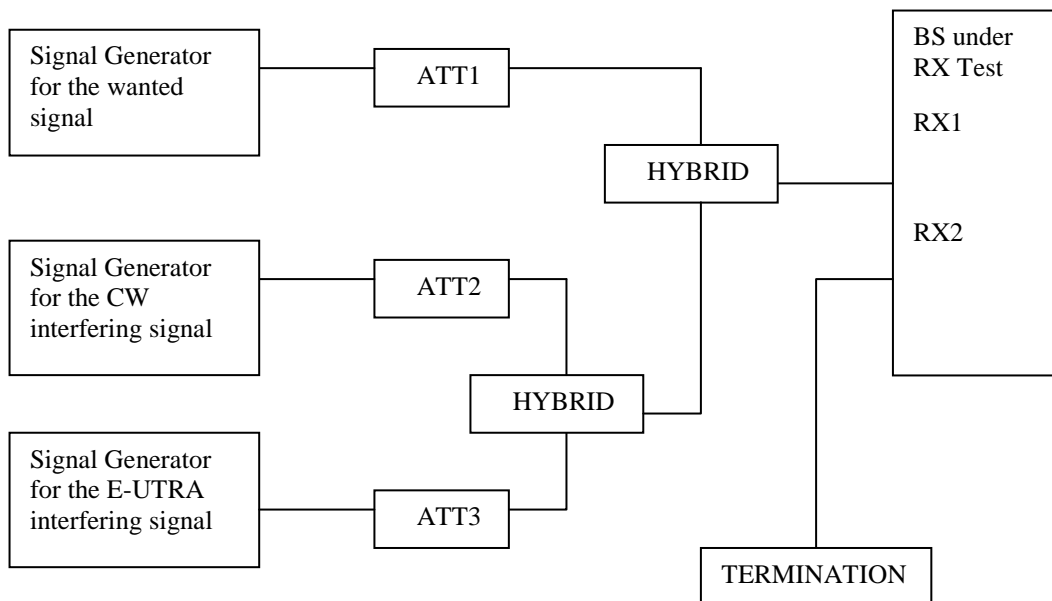 Signal Generator
for the wanted
signal
ATT1
HYBRID
BS under
RX Test
RX1
RX2
Signal Generator
for the CW
interfering signal
ATT2
HYBRID
Signal Generator
for the E-UTRA
interfering signal
ATT3
TERMINATION